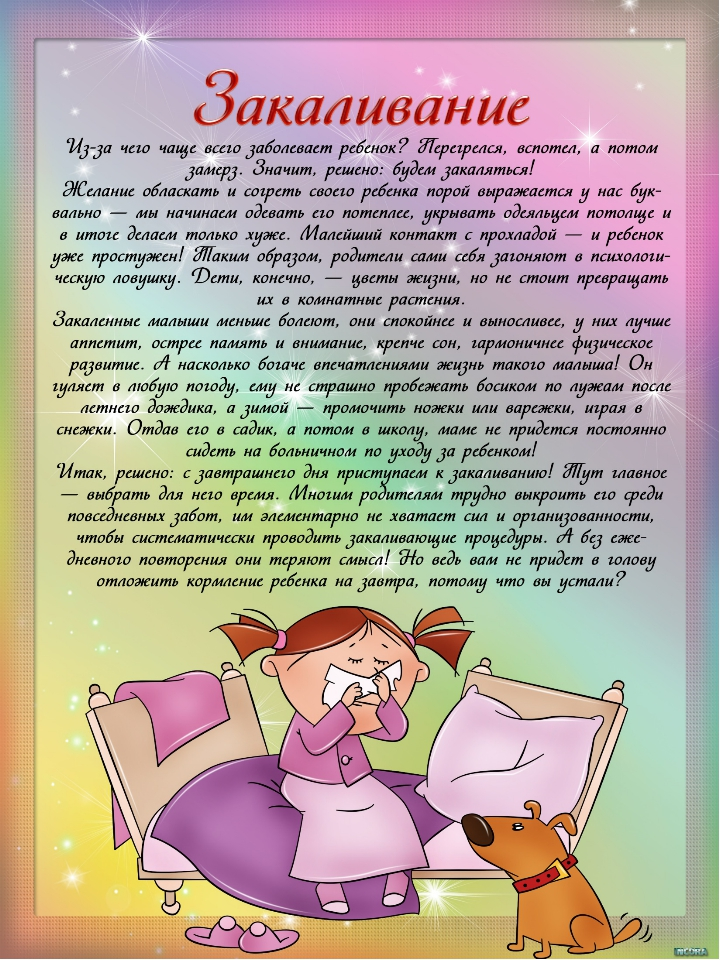 Закаливание
Из-за чего чаще всего заболевает ребенок? Перегрелся, вспотел, а потом
замерз. Значит, решено: будем закаляться!
Желание обласкать и согреть своего ребенка порой выражается у нас бук-
вально — мы начинаем одевать его потеплее, укрывать одеяльцем потолще и
в итоге делаем только хуже. Малейший контакт с прохладой — и ребенок
уже простужен! Таким образом, родители сами себя загоняют в психологи-
ческую ловушку. Дети, конечно, — цветы жизни, но не стоит превращать
их в комнатные растения.
Закаленные малыши меньше болеют, они спокойнее и выносливее, у них лучше
аппетит, острее память и внимание, крепче сон, гармоничнее физическое
развитие. А насколько богаче впечатлениями жизнь такого малыша! Он
гуляет в любую погоду, ему не страшно пробежать босиком по лужам после
летнего дождика, а зимой — промочить ножки или варежки, играя в
снежки. Отдав его в садик, а потом в школу, маме не придется постоянно
сидеть на больничном по уходу за ребенком!
Итак, решено: с завтрашнего дня приступаем к закаливанию! Тут главное
— выбрать для него время. Многим родителям трудно выкроить его среди
повседневных забот, им элементарно не хватает сил и организованности,
чтобы систематически проводить закаливающие процедуры. А без еже-
дневного повторения они теряют смысл! Но ведь вам не придет в голову
отложить кормление ребенка на завтра, потому что вы устали?